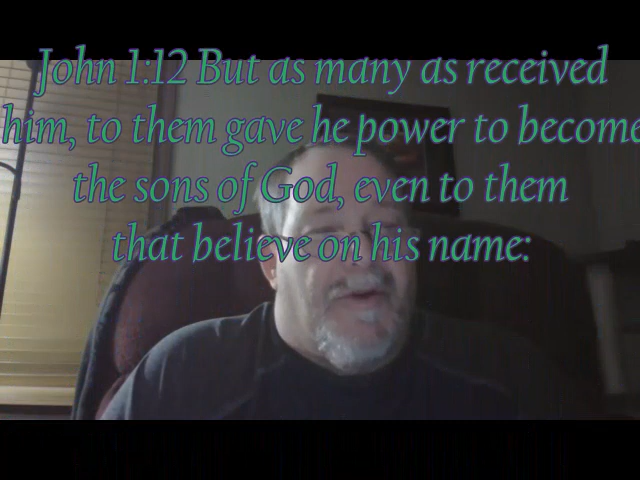 John 1:12 But as many as received
him, to them gave he power to become
the sons of God, even to them
that believe on his name: